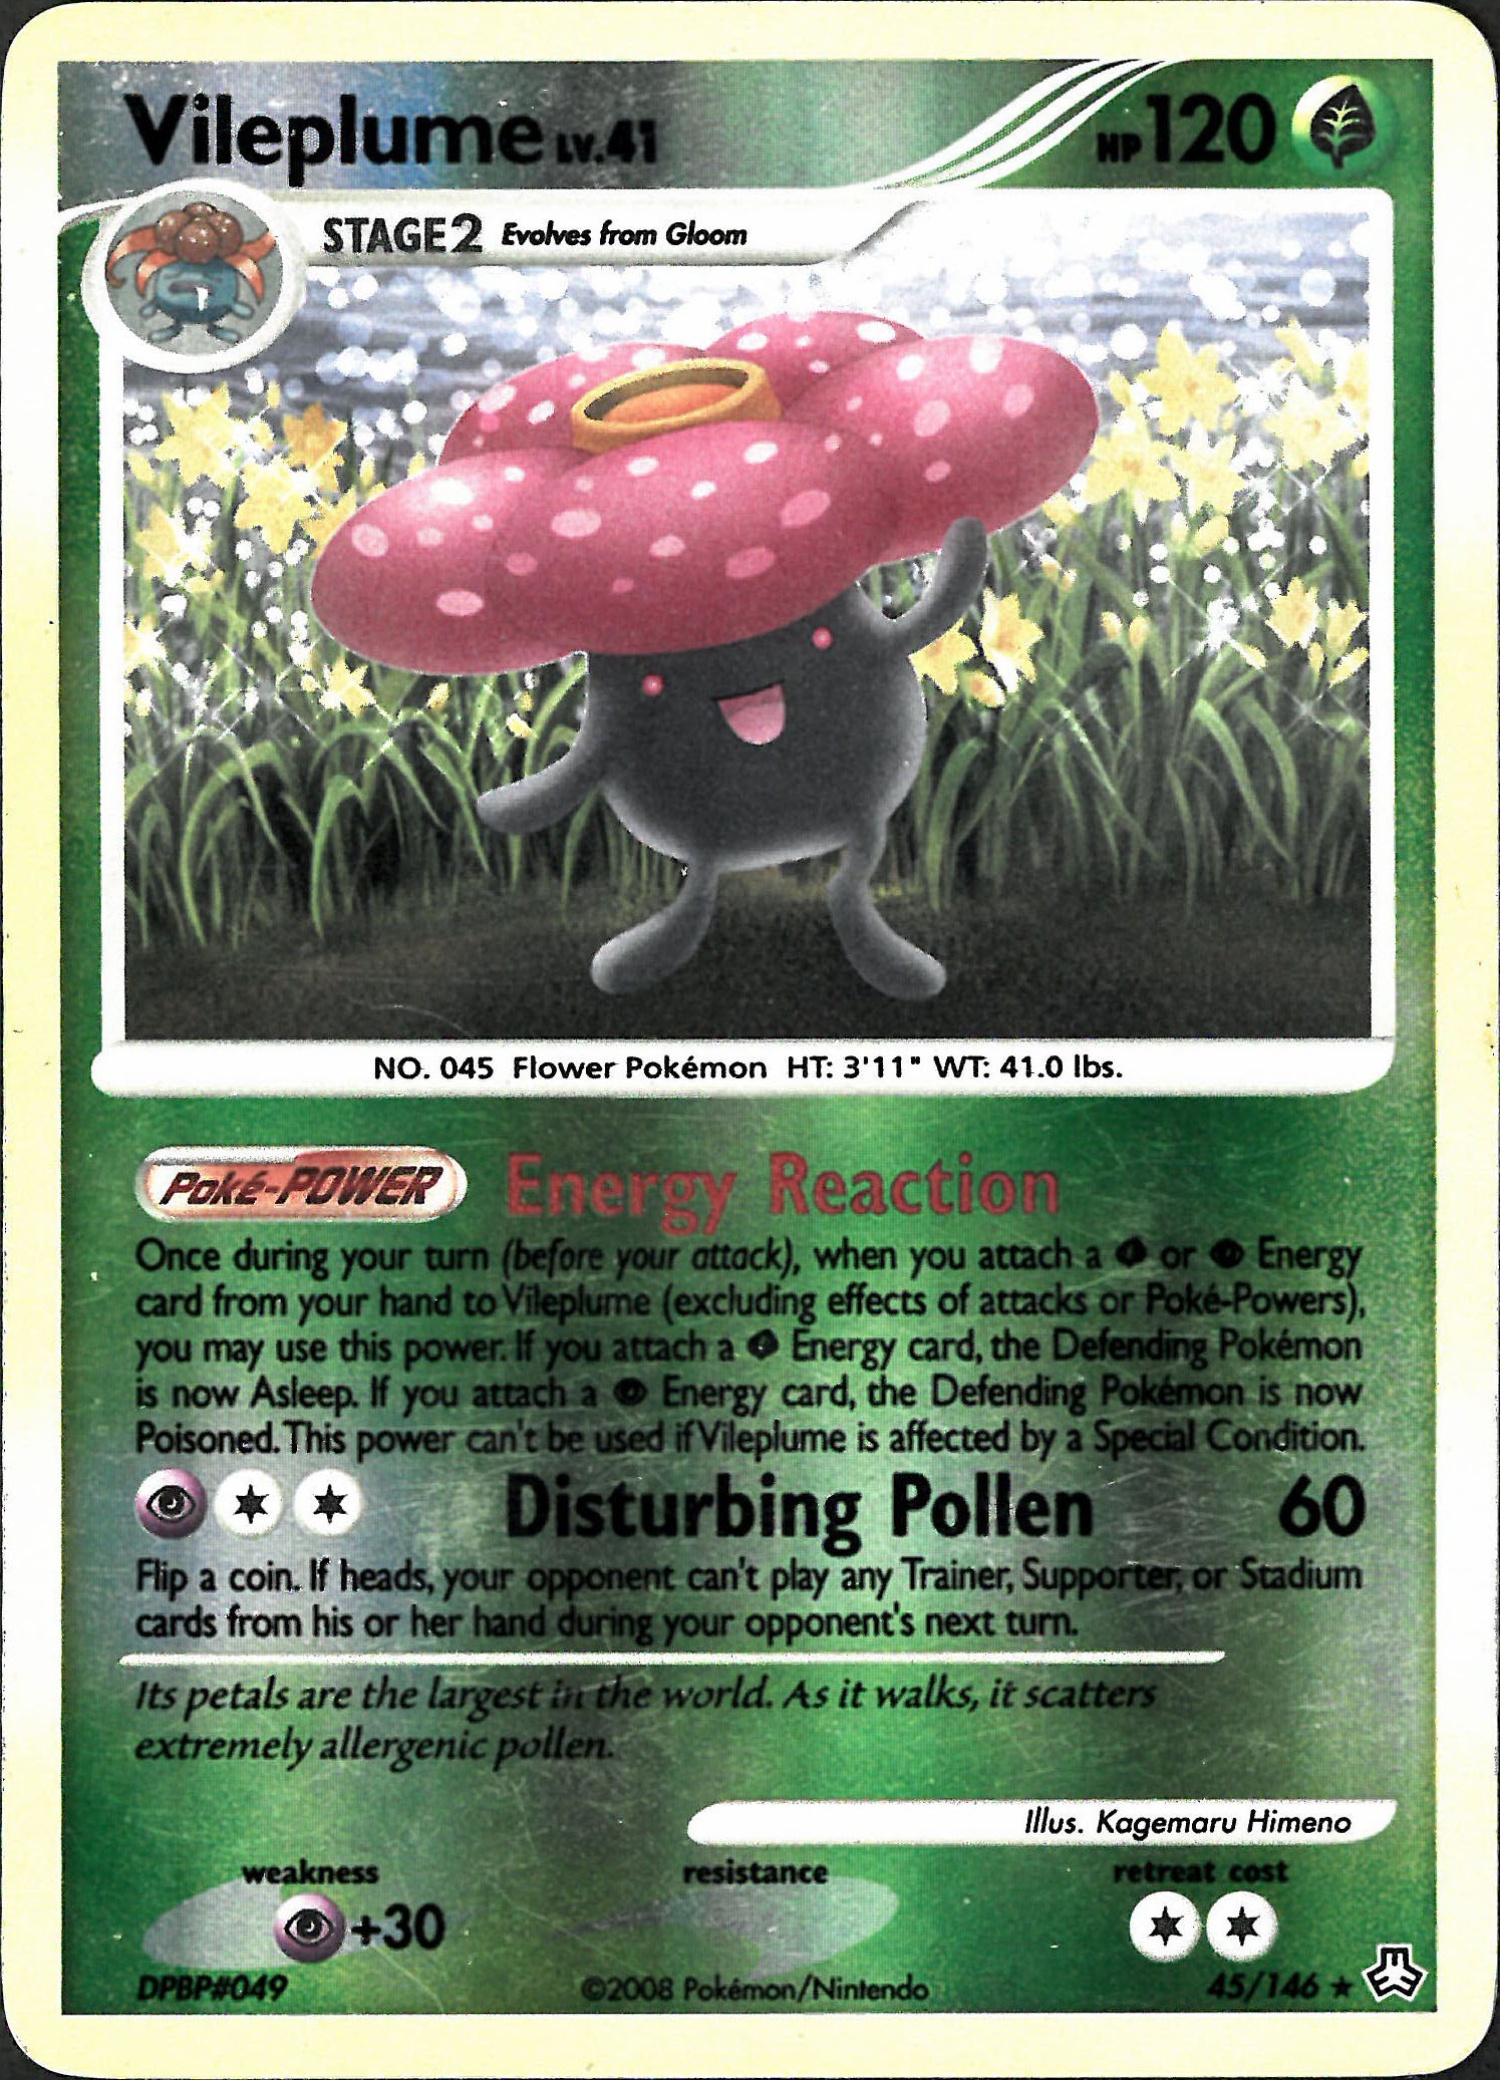 Vileplume LV.41 HP 120
STAGE2 Evolves from Gloom
NO. 045 Flower Pokémon HT: 3'11" WT: 41.0 lbs.
Poké-POWER Energy Reaction
Once during your turn (before your attack), when you attach a or Energy
card from your hand to Vileplume (excluding effects of attacks or Poké-Powers),
you may use this power. If you attach a Energy card, the Defending Pokémon
is now Asleep. If you attach a Energy card, the Defending Pokémon is now
Poisoned. This power can't be used if Vileplume is affected by a Special Condition.
Disturbing Pollen 60
Flip a coin. If heads, your opponent can't play any Trainer, Supporter, or Stadium
cards from his or her hand during your opponent's next turn.
Its petals are the largest in the world. As it walks, it scatters
extremely allergenic pollen.
Illus. Kagemaru Himeno
weakness resistance retreat cost
+30
DPBP#049 ©2008 Pokémon/Nintendo 45/146 ★